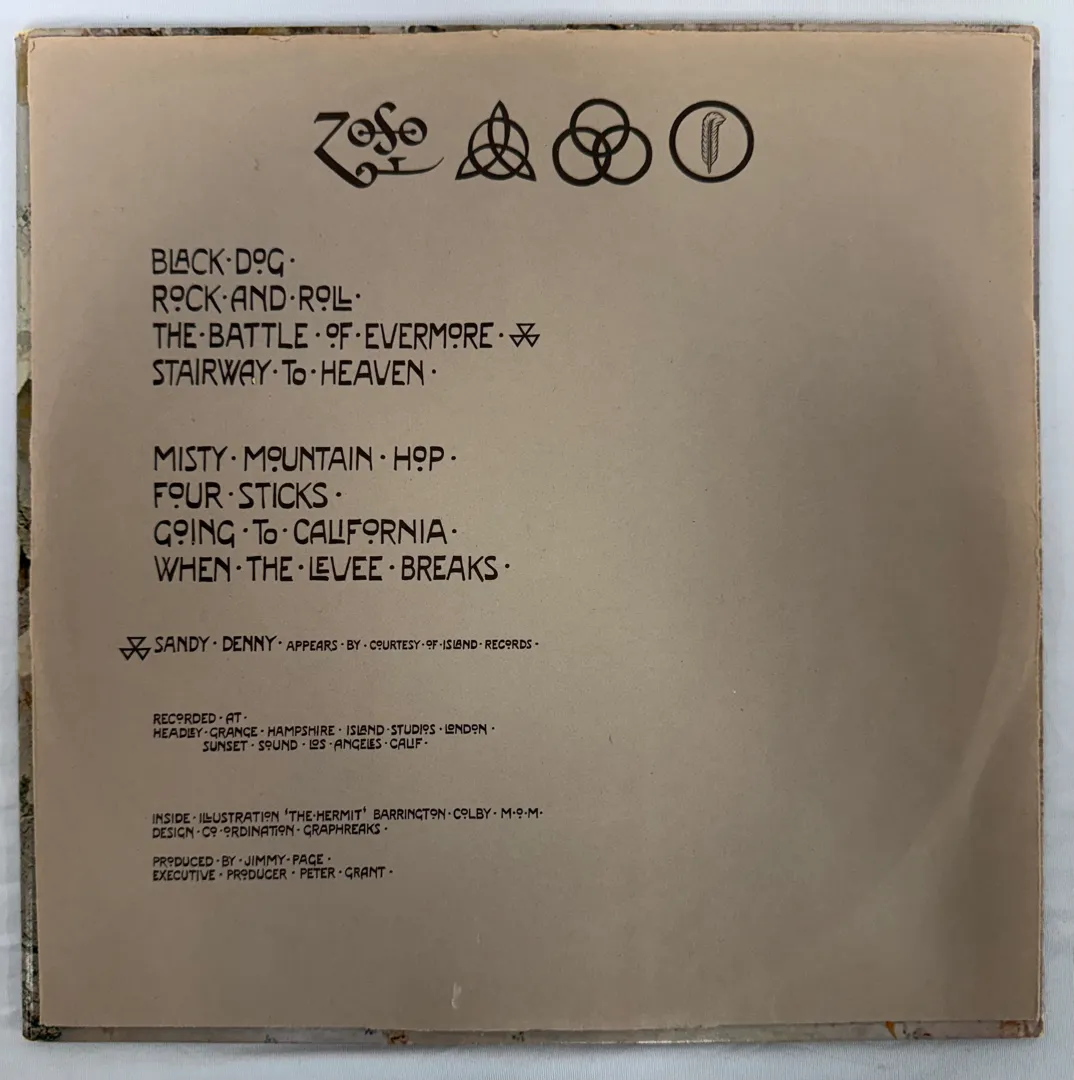 ZoSo
BLACK·DOG·
ROCK·AND·ROLL·
THE·BATTLE·OF·EVERMORE·
STAIRWAY·To·HEAVEN·
MISTY·MOUNTAIN·HOP·
FOUR·STICKS·
GOING·To·CALIFORNIA·
WHEN·THE·LEVEE·BREAKS·
SANDY·DENNY·APPEARS·BY·COURTESY·OF·ISLAND·RECORDS·
RECORDED·AT·
HEADLEY·GRANGE·HAMPSHIRE·ISLAND·STUDIOS·LONDON·
SUNSET·SOUND·LOS·ANGELES·CALIF·
INSIDE·ILLUSTRATION 'THE·HERMIT' BARRINGTON·COLBY·M·O·M·
DESIGN·CO·ORDINATION·GRAPHREAKS·
PRODUCED·BY·JIMMY·PAGE·
EXECUTIVE·PRODUCER·PETER·GRANT·